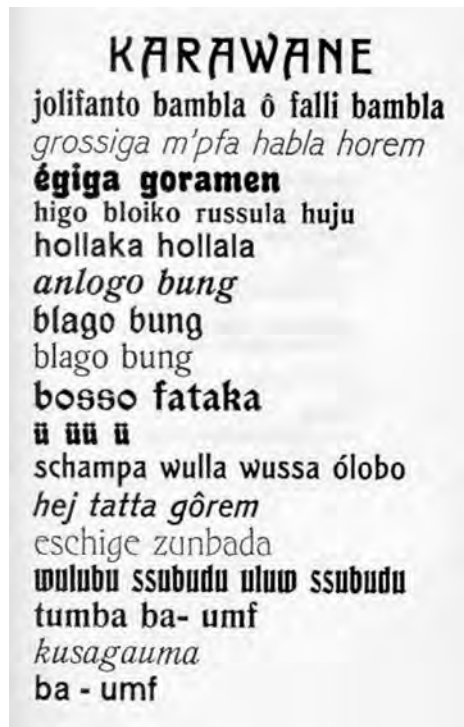 KARAWANE
jolifanto bambla ô falli bambla
grossiga m'pfa habla horem
égiga goramen
higo bloiko russula huju
hollaka hollala
anlogo bung
blago bung
blago bung
bosso fataka
ü üü ü
schampa wulla wussa ólobo
hej tatta gôrem
eschige zunbada
wulubu ssubudu uluw ssubudu
tumba ba- umf
kusagauma
ba - umf